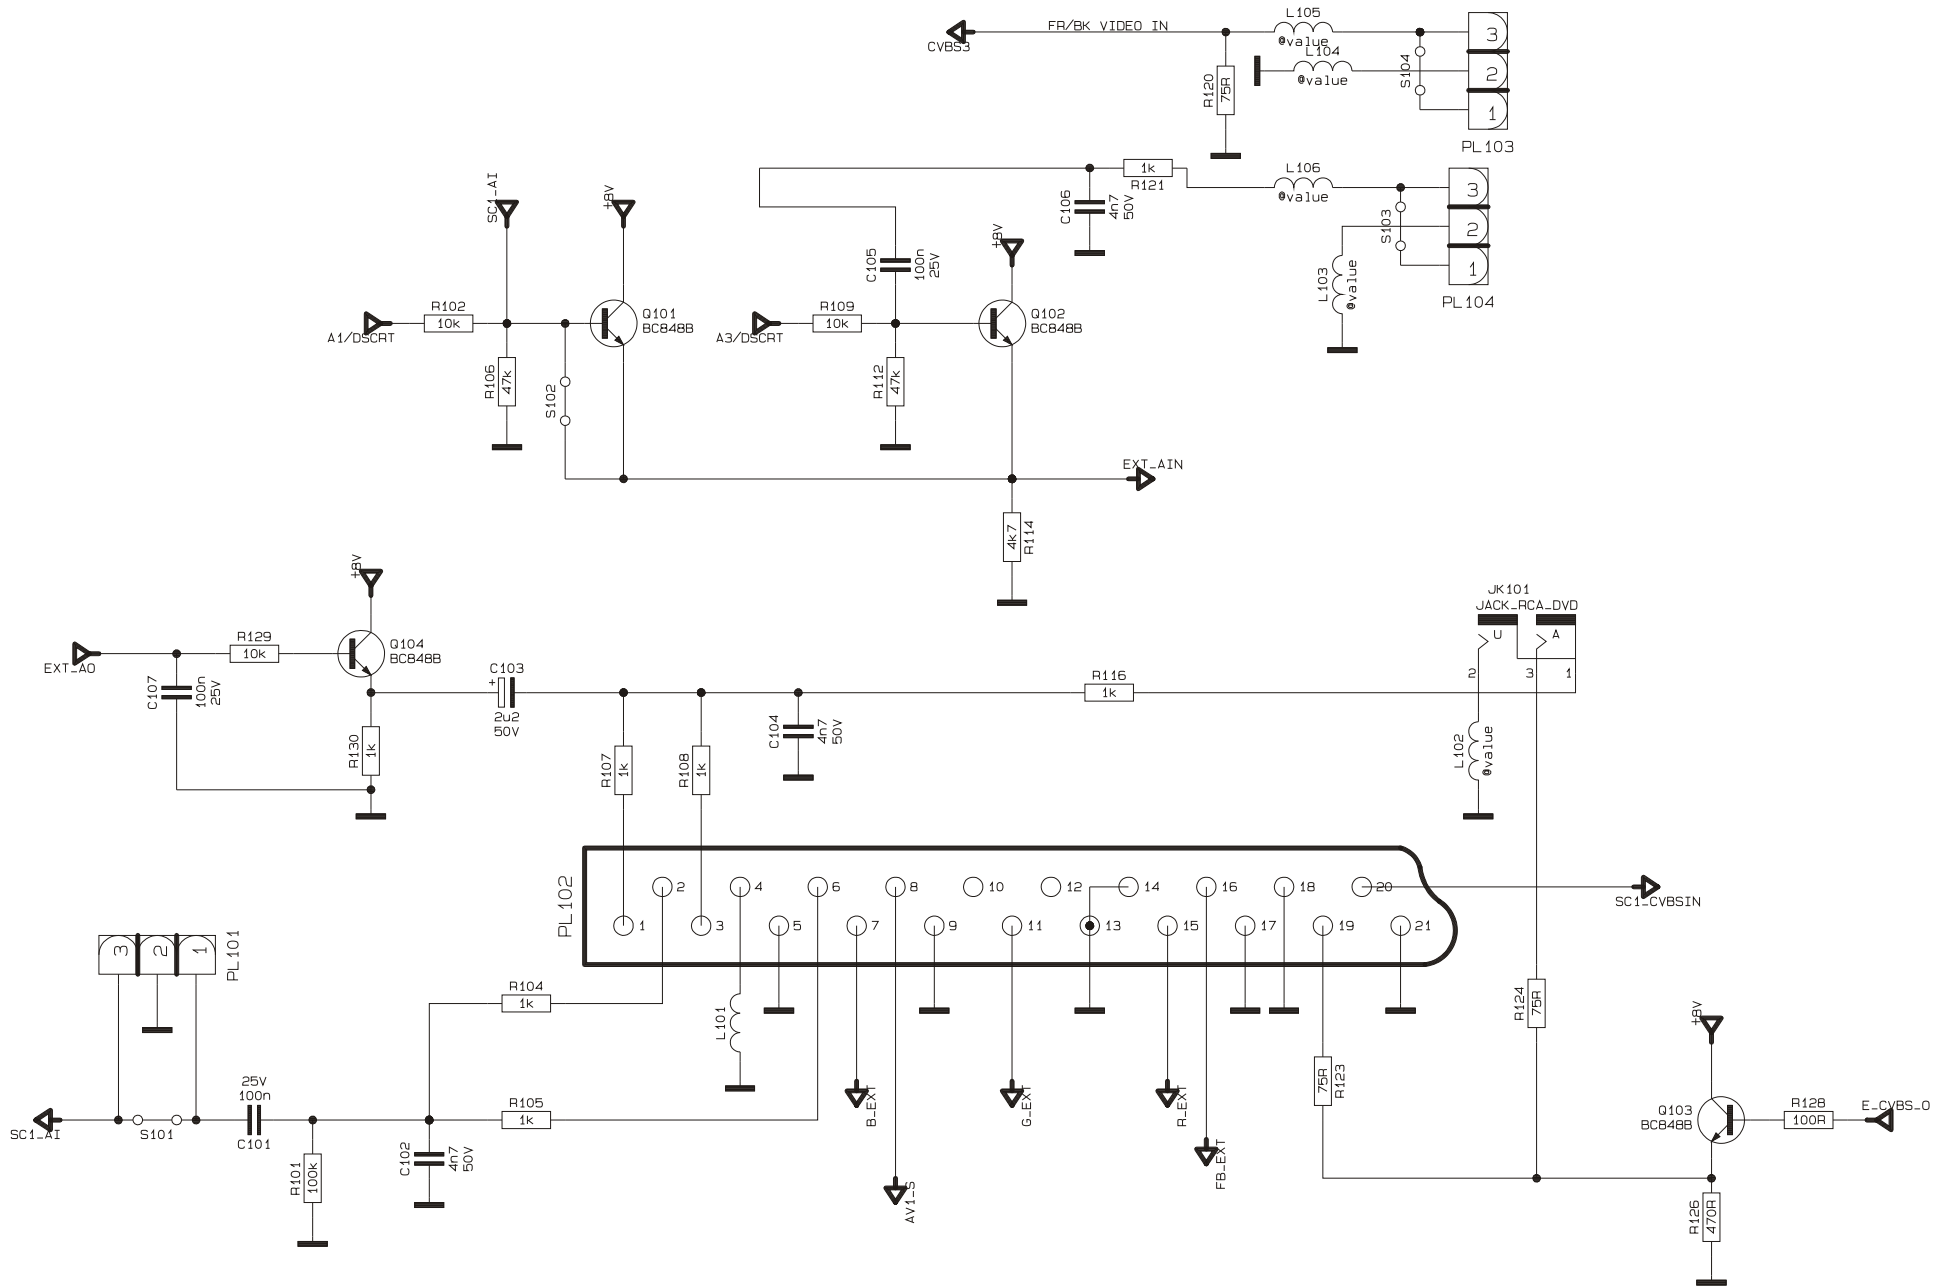 L105
@value
FR/BK VIDEO IN
CVBS3
L104
@value
S104
3
2
1
PL103
R120
75R
1k
R121
L106
@value
S103
3
2
1
PL104
C106
4n7
50V
L103
@value
SC1_AI
+8V
+8V
C105
100n
25V
R102
10k
A1/DSCRT
Q101
BC848B
R109
10k
A3/DSCRT
Q102
BC848B
R106
47k
S102
R112
47k
EXT_AIN
4k7
R114
+8V
EXT_AO
R129
10k
Q104
BC848B
C107
100n
25V
R130
1k
C103
+
2u2
50V
R107
1k
R108
1k
C104
4n7
50V
R116
1k
JK101
JACK_RCA_DVD
U
A
2
3
1
L102
@value
PL102
2
4
6
8
10
12
14
16
18
20
1
3
5
7
9
11
13
15
17
19
21
SC1_CVBSIN
3
2
1
PL101
R104
1k
L101
R105
1k
25V
100n
C101
S101
SC1_AI
R101
100k
C102
4n7
50V
B_EXT
AV1_S
G_EXT
R_EXT
FB_EXT
75R
R123
R124
75R
+8V
Q103
BC848B
R128
100R
E_CVBS_O
R126
470R